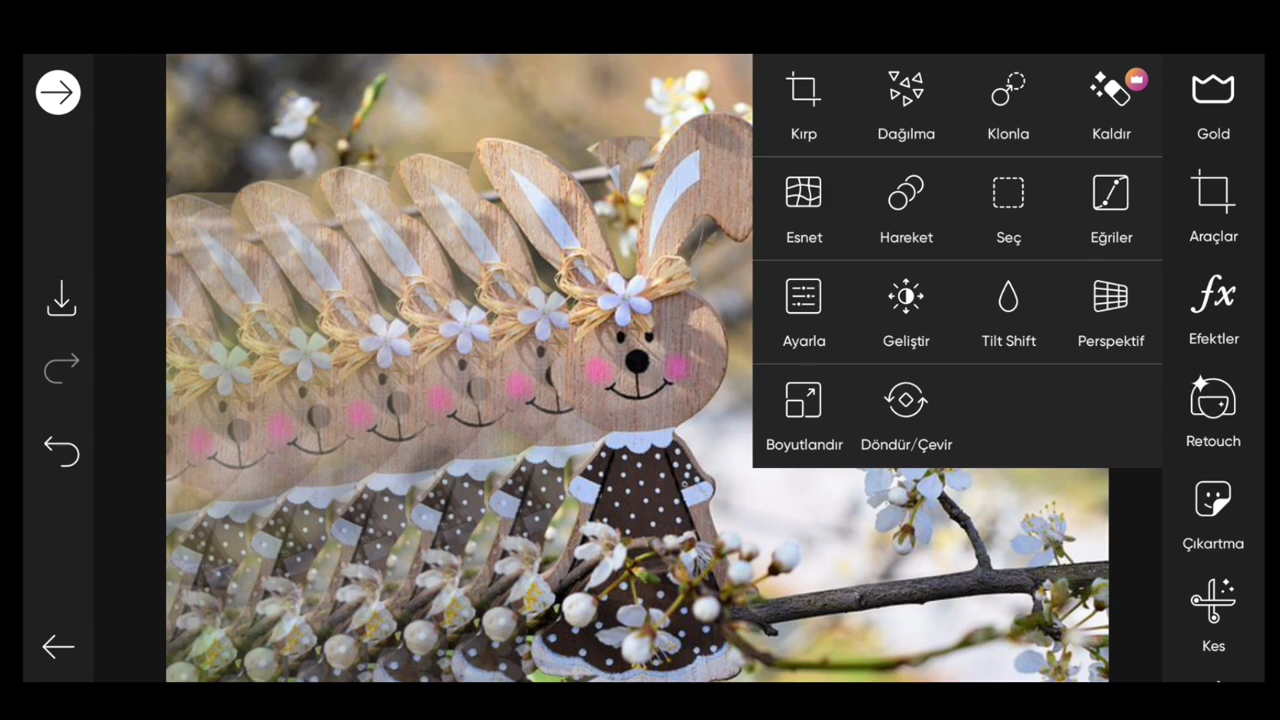 Kırp
Dağılma
Klonla
Kaldır
Gold
Esnet
Hareket
Seç
Eğriler
Araçlar
Ayarla
Geliştir
Tilt Shift
Perspektif
fx
Efektler
Boyutlandır
Döndür/Çevir
Retouch
Çıkartma
Kes